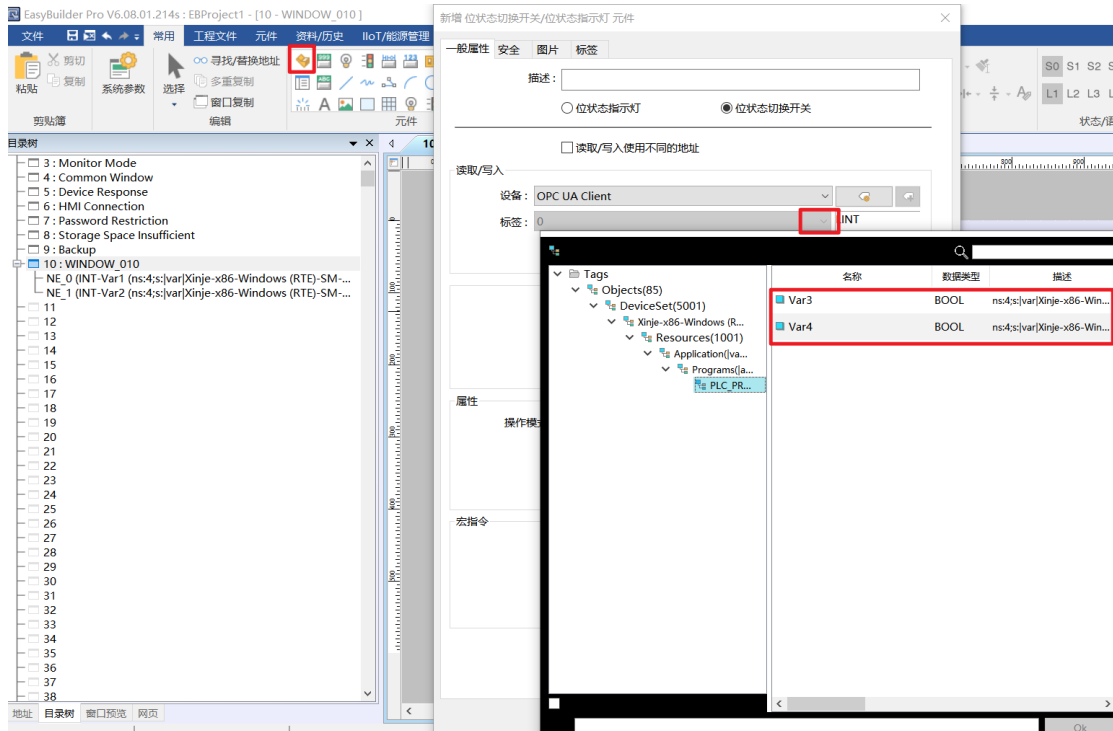 EasyBuilder Pro V6.08.01.214s : EBProject1 - [10 - WINDOW_010 ]
文件 常用 工程文件 元件 资料/历史 IIoT/能源管理
粘贴 剪切 复制
系统参数
选择
寻找/替换地址
多重复制
窗口复制
剪贴簿 编辑 元件
S0 S1 S2
L1 L2 L3
目录树
3 : Monitor Mode
4 : Common Window
5 : Device Response
6 : HMI Connection
7 : Password Restriction
8 : Storage Space Insufficient
9 : Backup
10 : WINDOW_010
NE_0 (INT-Var1 (ns:4;s:|var|Xinje-x86-Windows (RTE)-SM-...
NE_1 (INT-Var2 (ns:4;s:|var|Xinje-x86-Windows (RTE)-SM-...
11
12
13
14
15
16
17
18
19
20
21
22
23
24
25
26
27
28
29
30
31
32
33
34
35
36
37
38
地址 目录树 窗口预览 网页
新增 位状态切换开关/位状态指示灯 元件
一般属性 安全 图片 标签
描述 :
位状态指示灯 位状态切换开关
读取/写入使用不同的地址
读取/写入
设备 : OPC UA Client
标签 : 0
属性
宏指令
Tags
Objects(85)
DeviceSet(5001)
Xinje-x86-Windows (R...
Resources(1001)
Application(|va...
Programs(|a...
PLC_PR...
名称 数据类型 描述
Var3 BOOL ns:4;s:|var|Xinje-x86-Win...
Var4 BOOL ns:4;s:|var|Xinje-x86-Win...
Ok